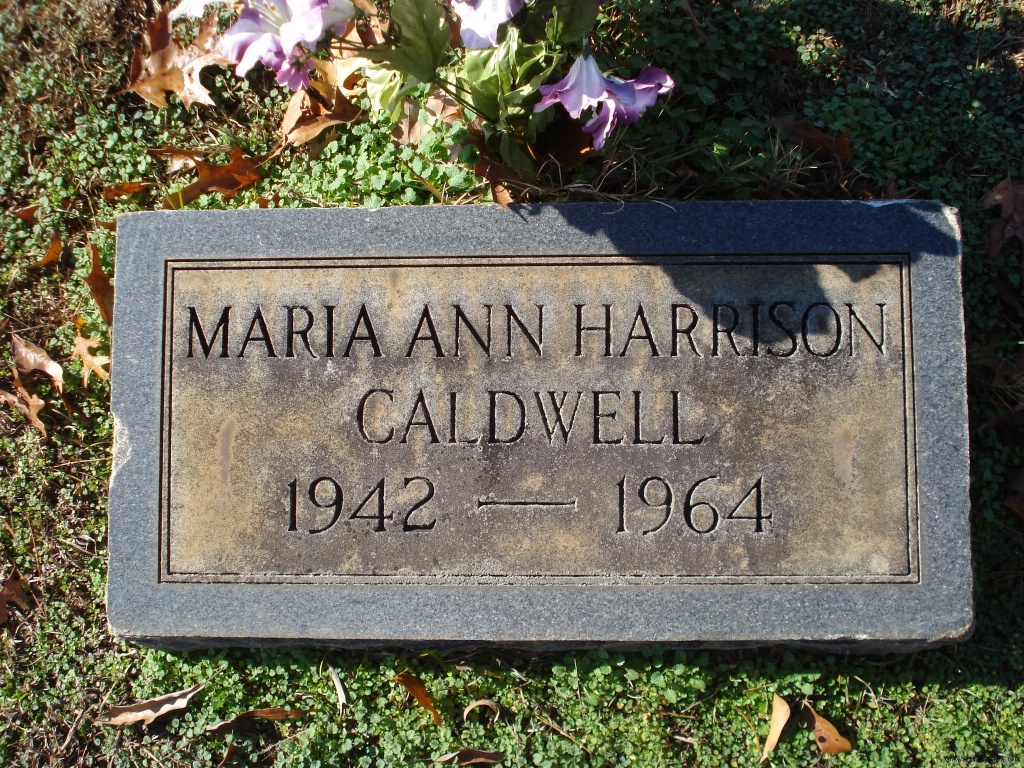 MARIA ANN HARRISON
CALDWELL
1942 — 1964